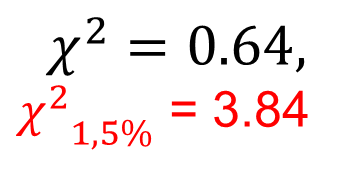 χ² = 0.64,
χ²₁,₅% = 3.84